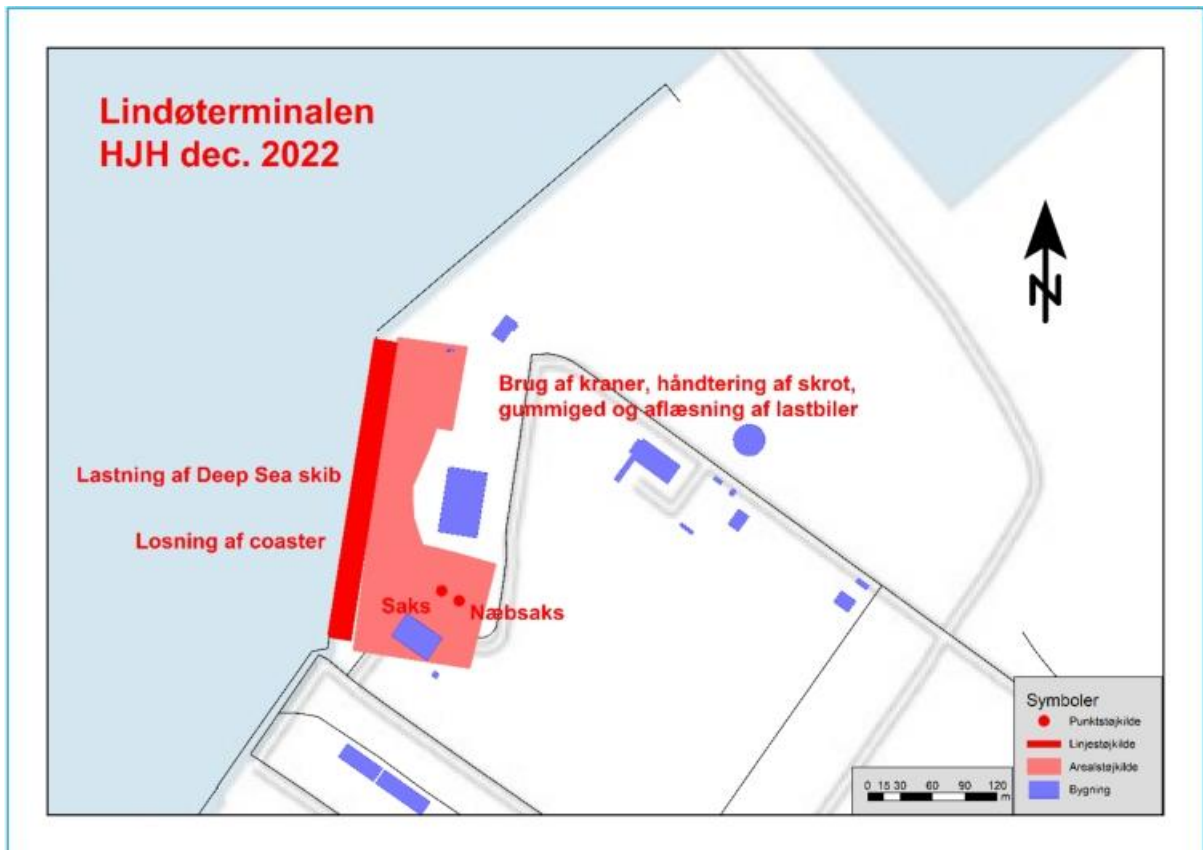 Lindøterminalen
HJH dec. 2022
N
Brug af kraner, håndtering af skrot,
gummiged og aflæsning af lastbiler
Lastning af Deep Sea skib
Losning af coaster
Saks
Næbsaks
Symboler
Punktstøjkilde
Linjestøjkilde
Arealstøjkilde
Bygning
0 15 30 60 90 120
m